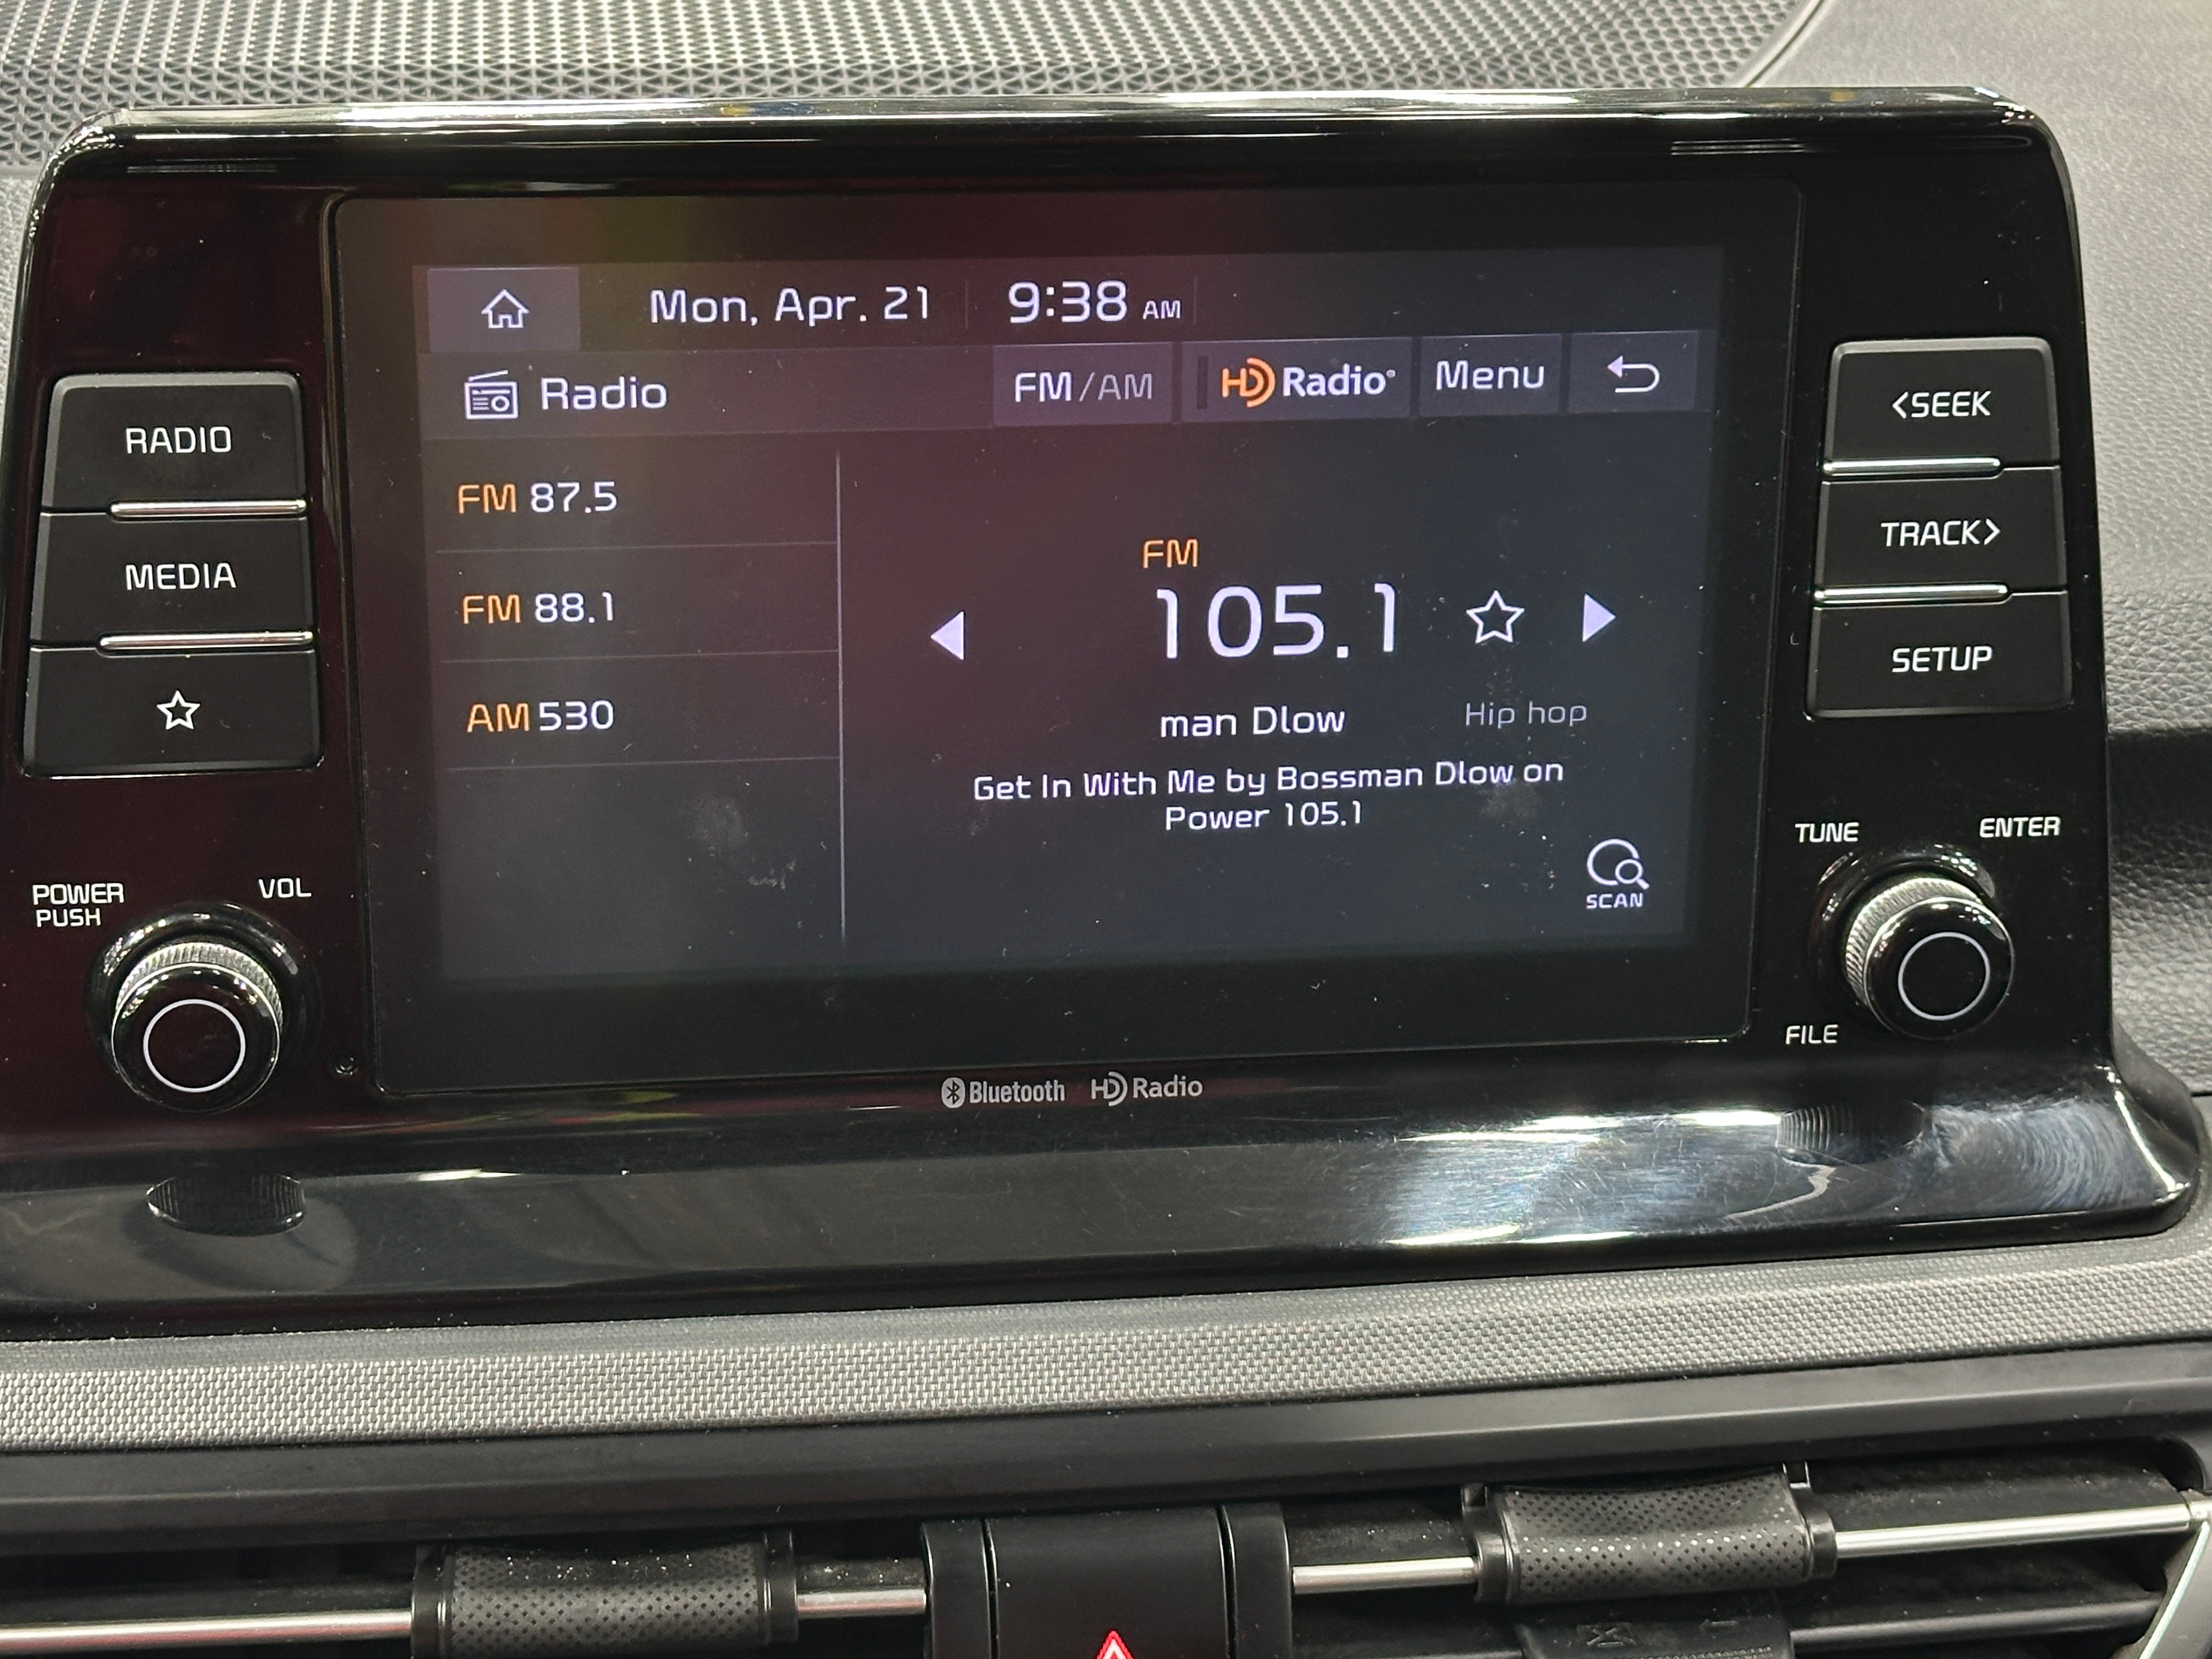 Mon, Apr. 21 9:38 AM
Radio FM/AM HD Radio Menu
RADIO
MEDIA
POWER
PUSH
VOL
FM 87.5
FM 88.1
AM 530
FM
105.1
man Dlow Hip hop
Get In With Me by Bossman Dlow on
Power 105.1
SCAN
<SEEK
TRACK>
SETUP
TUNE ENTER
FILE
Bluetooth HD Radio